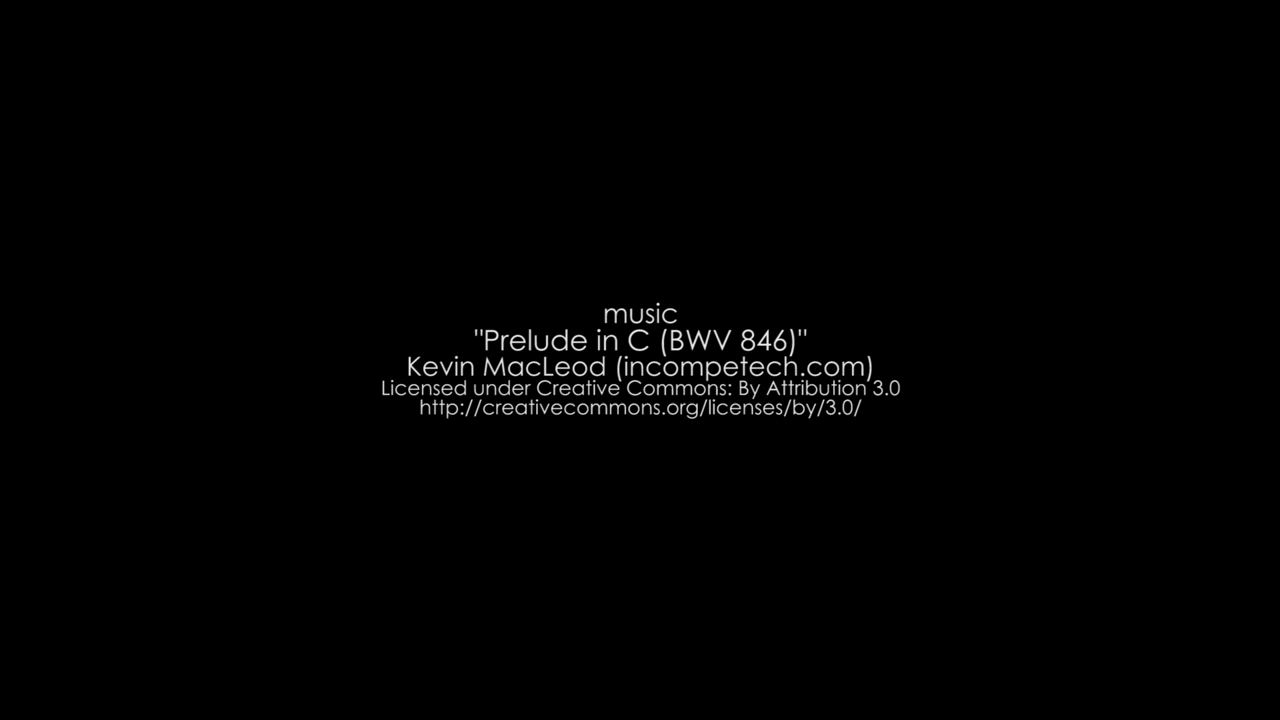 music
"Prelude in C (BWV 846)"
Kevin MacLeod (incompetech.com)
Licensed under Creative Commons: By Attribution 3.0
http://creativecommons.org/licenses/by/3.0/